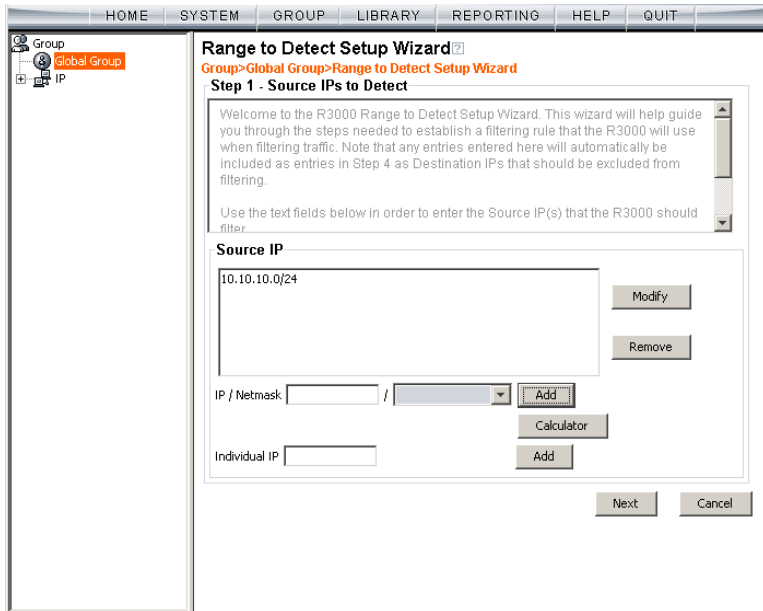 HOME SYSTEM GROUP LIBRARY REPORTING HELP QUIT
Group
Global Group
IP
Range to Detect Setup Wizard
Group>Global Group>Range to Detect Setup Wizard
Step 1 - Source IPs to Detect
Welcome to the R3000 Range to Detect Setup Wizard. This wizard will help guide
you through the steps needed to establish a filtering rule that the R3000 will use
when filtering traffic. Note that any entries entered here will automatically be
included as entries in Step 4 as Destination IPs that should be excluded from
filtering.
Use the text fields below in order to enter the Source IP(s) that the R3000 should
filter
Source IP
10.10.10.0/24
Modify
Remove
IP / Netmask / Add
Calculator
Individual IP Add
Next Cancel